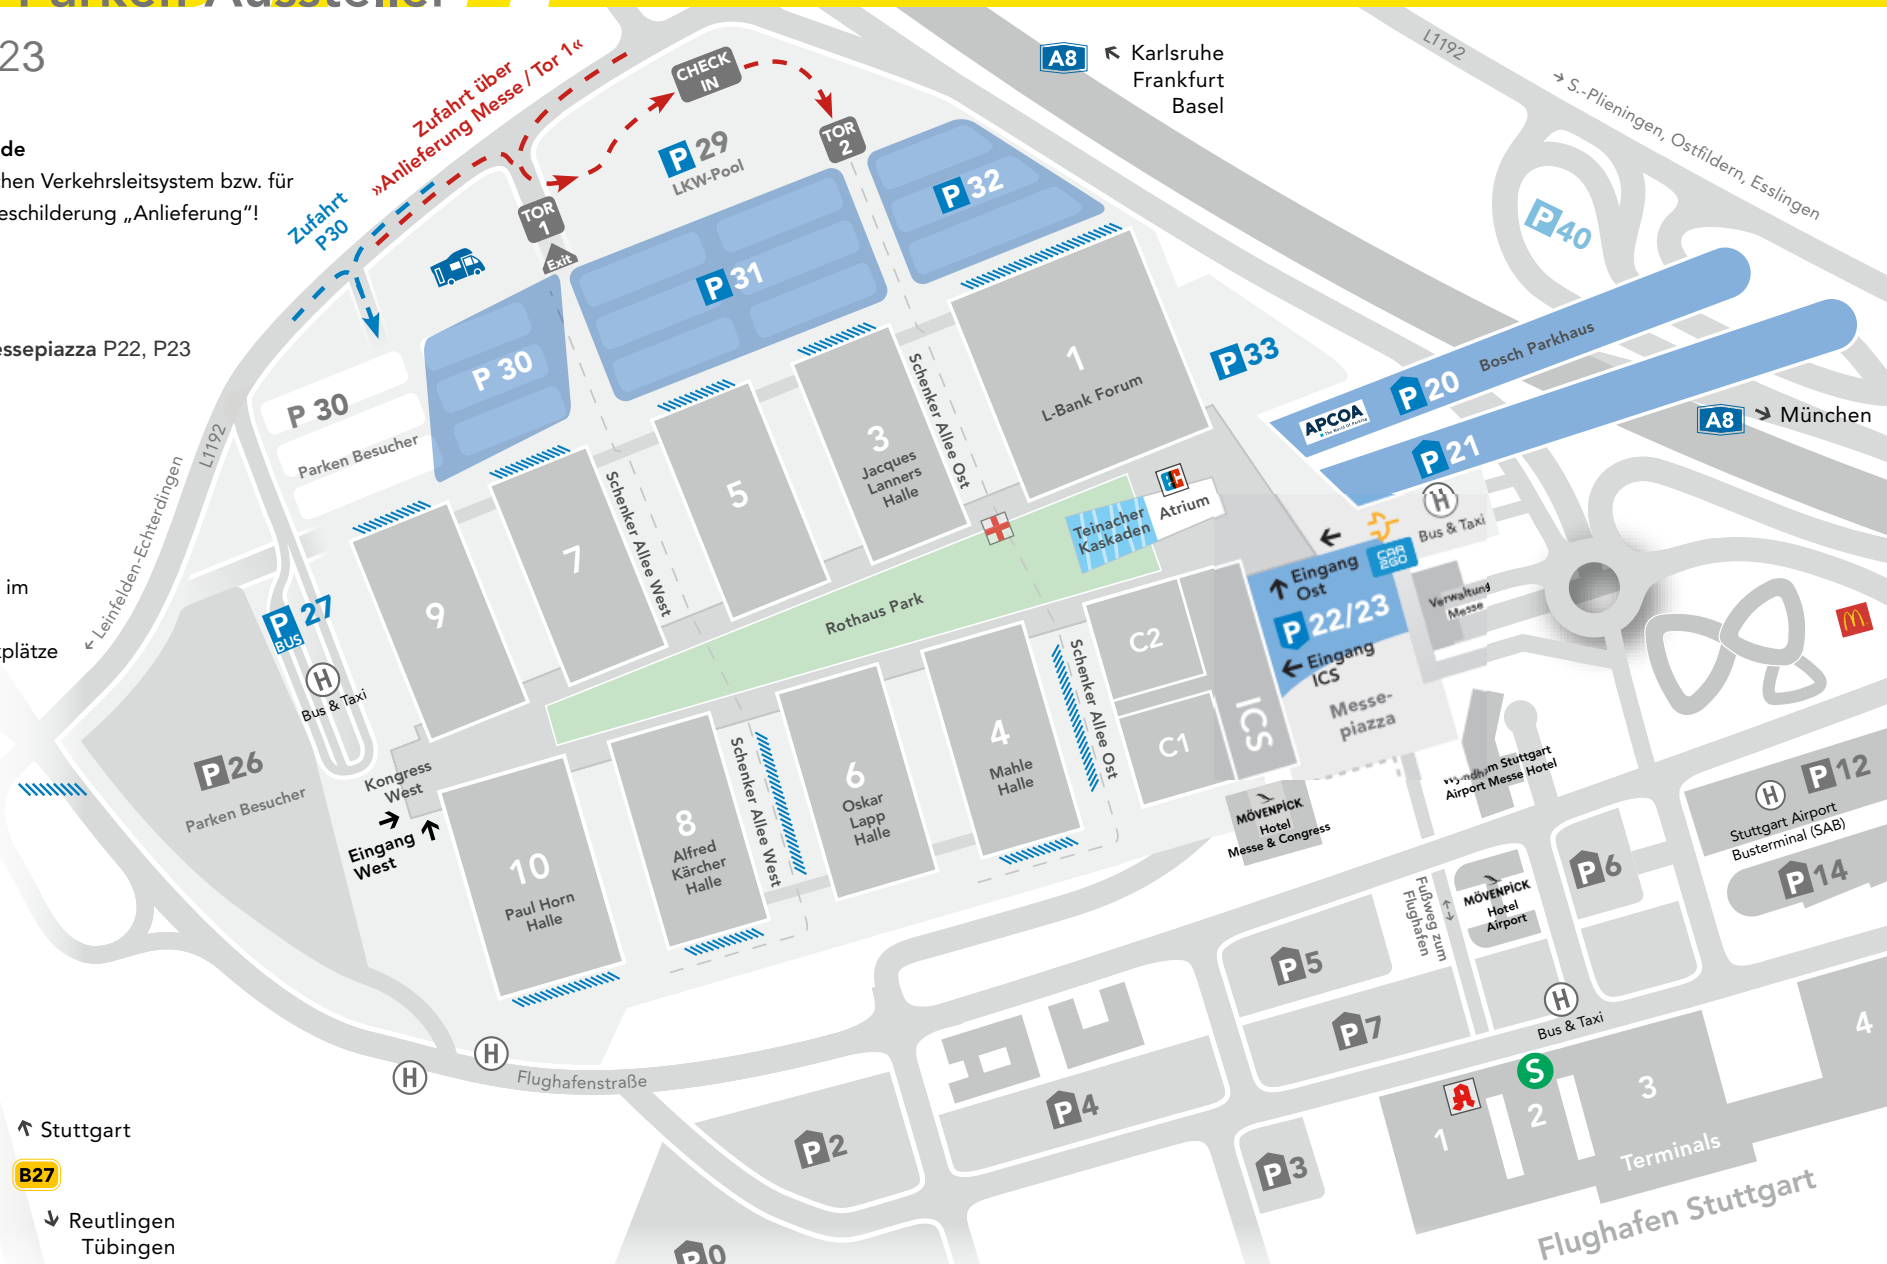 Parken Aussteller
23
de
chen Verkehrsleitsystem bzw. für
eschilderung „Anlieferung“!
essepiazza P22, P23
im
kplätze
Zufahrt über
»Anlieferung Messe / Tor 1«
Zufahrt
P30
CHECK
IN
TOR
1
Exit
TOR
2
P 29
LKW-Pool
P 32
P 31
P 30
P 30
Parken Besucher
A8
Karlsruhe
Frankfurt
Basel
L1192
S.-Plieningen, Ostfildern, Esslingen
P 40
P 33
Bosch Parkhaus
P 20
APCOA
P 21
A8
München
H
Bus & Taxi
L1192
Leinfelden-Echterdingen
P 27
BUS
H
Bus & Taxi
P 26
Parken Besucher
Kongress
West
Eingang
West
1
L-Bank Forum
3
Jacques
Lanners
Halle
5
7
9
Schenker Allee Ost
Schenker Allee West
Teinacher
Kaskaden
Atrium
Rothaus Park
10
Paul Horn
Halle
8
Alfred
Kärcher
Halle
6
Oskar
Lapp
Halle
4
Mahle
Halle
Schenker Allee West
Schenker Allee Ost
C2
C1
ICS
Eingang
Ost
CAR
2GO
P 22/23
Eingang
ICS
Messe-
piazza
Verwaltung
Messe
MÖVENPICK
Hotel
Messe & Congress
Stuttgart
Airport Messe Hotel
P 12
H
Stuttgart Airport
Busterminal (SAB)
P 14
P 6
MÖVENPICK
Hotel
Airport
Fußweg zum
Flughafen
P 5
P 7
H
Bus & Taxi
S
P 4
P 3
P 2
P 0
H
H
Flughafenstraße
1
2
3
4
Terminals
Flughafen Stuttgart
Stuttgart
B27
Reutlingen
Tübingen